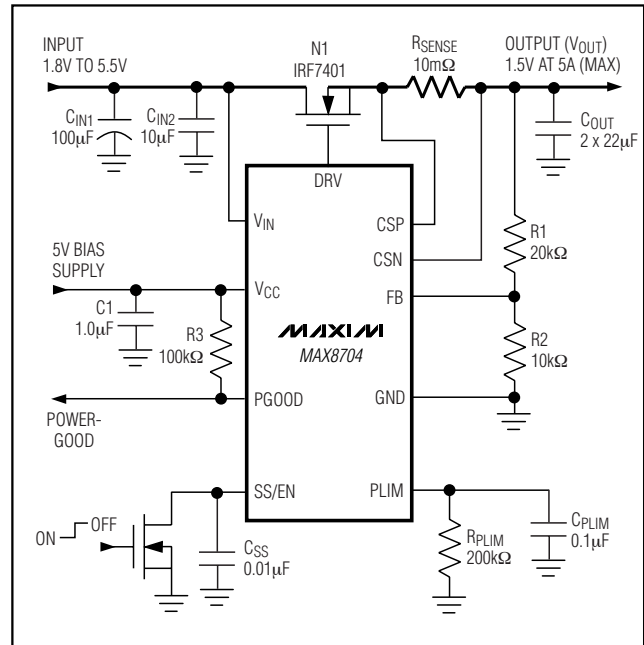 INPUT
1.8V TO 5.5V
N1
IRF7401
RSENSE
10mΩ
OUTPUT (VOUT)
1.5V AT 5A (MAX)
CIN1
100μF
CIN2
10μF
COUT
2 x 22μF
DRV
VIN
CSP
CSN
R1
20kΩ
5V BIAS
SUPPLY
VCC
FB
C1
1.0μF
R3
100kΩ
MAXIM
MAX8704
R2
10kΩ
PGOOD
GND
POWER-
GOOD
SS/EN
PLIM
ON
OFF
CSS
0.01μF
RPLIM
200kΩ
CPLIM
0.1μF